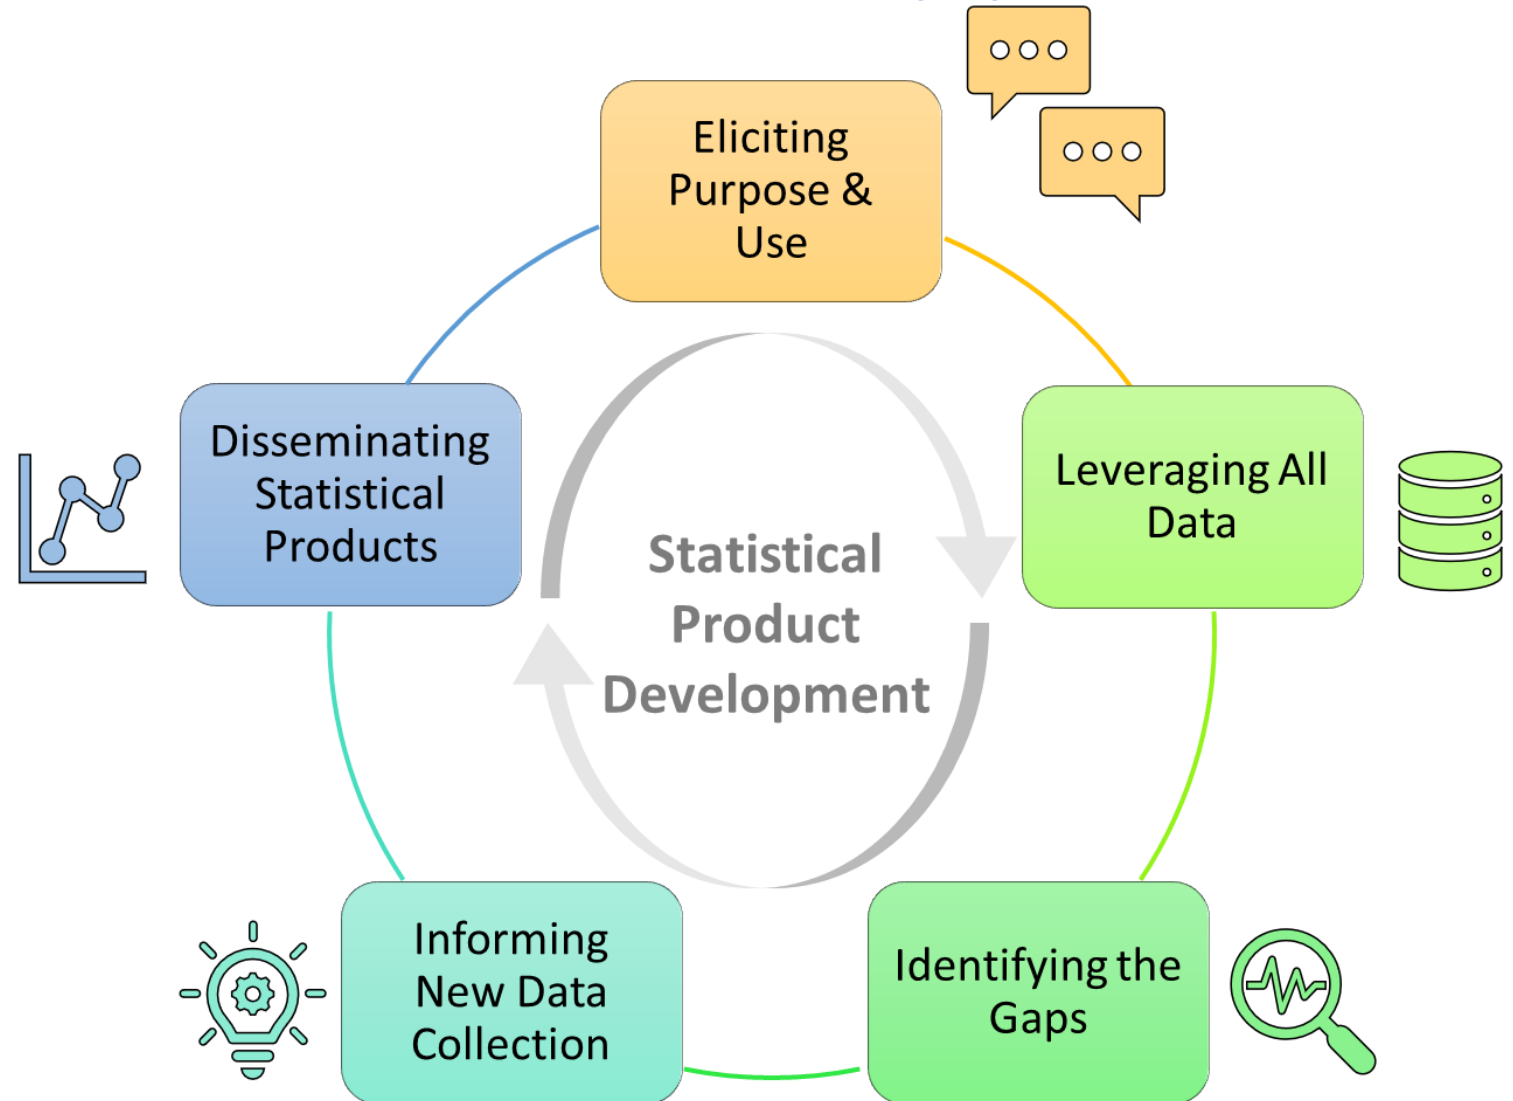 Eliciting
Purpose &
Use
Leveraging All
Data
Identifying the
Gaps
Informing
New Data
Collection
Disseminating
Statistical
Products
Statistical
Product
Development